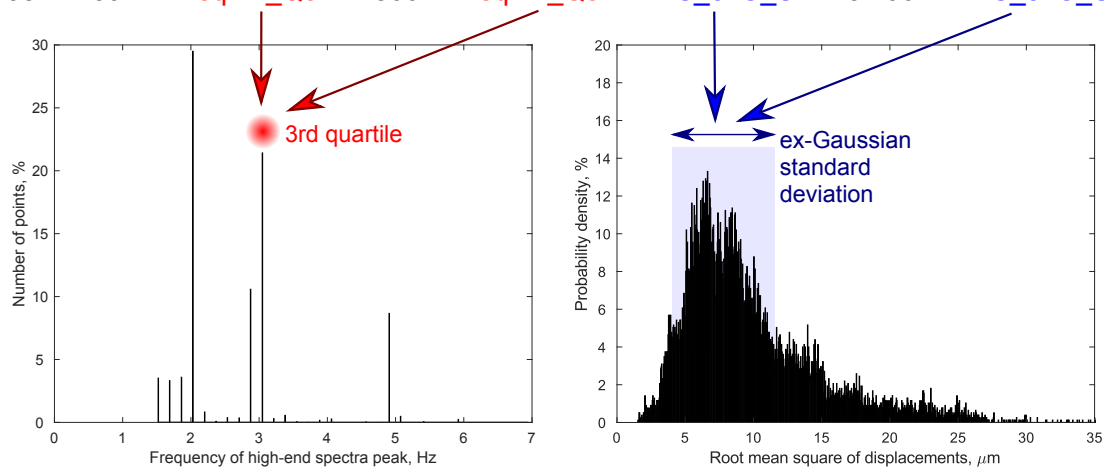 30
25
20
15
10
5
0
Number of points, %
3rd quartile
0 1 2 3 4 5 6 7
Frequency of high-end spectra peak, Hz
20
18
16
14
12
10
8
6
4
2
0
Probability density, %
ex-Gaussian
standard
deviation
0 5 10 15 20 25 30 35
Root mean square of displacements, μm